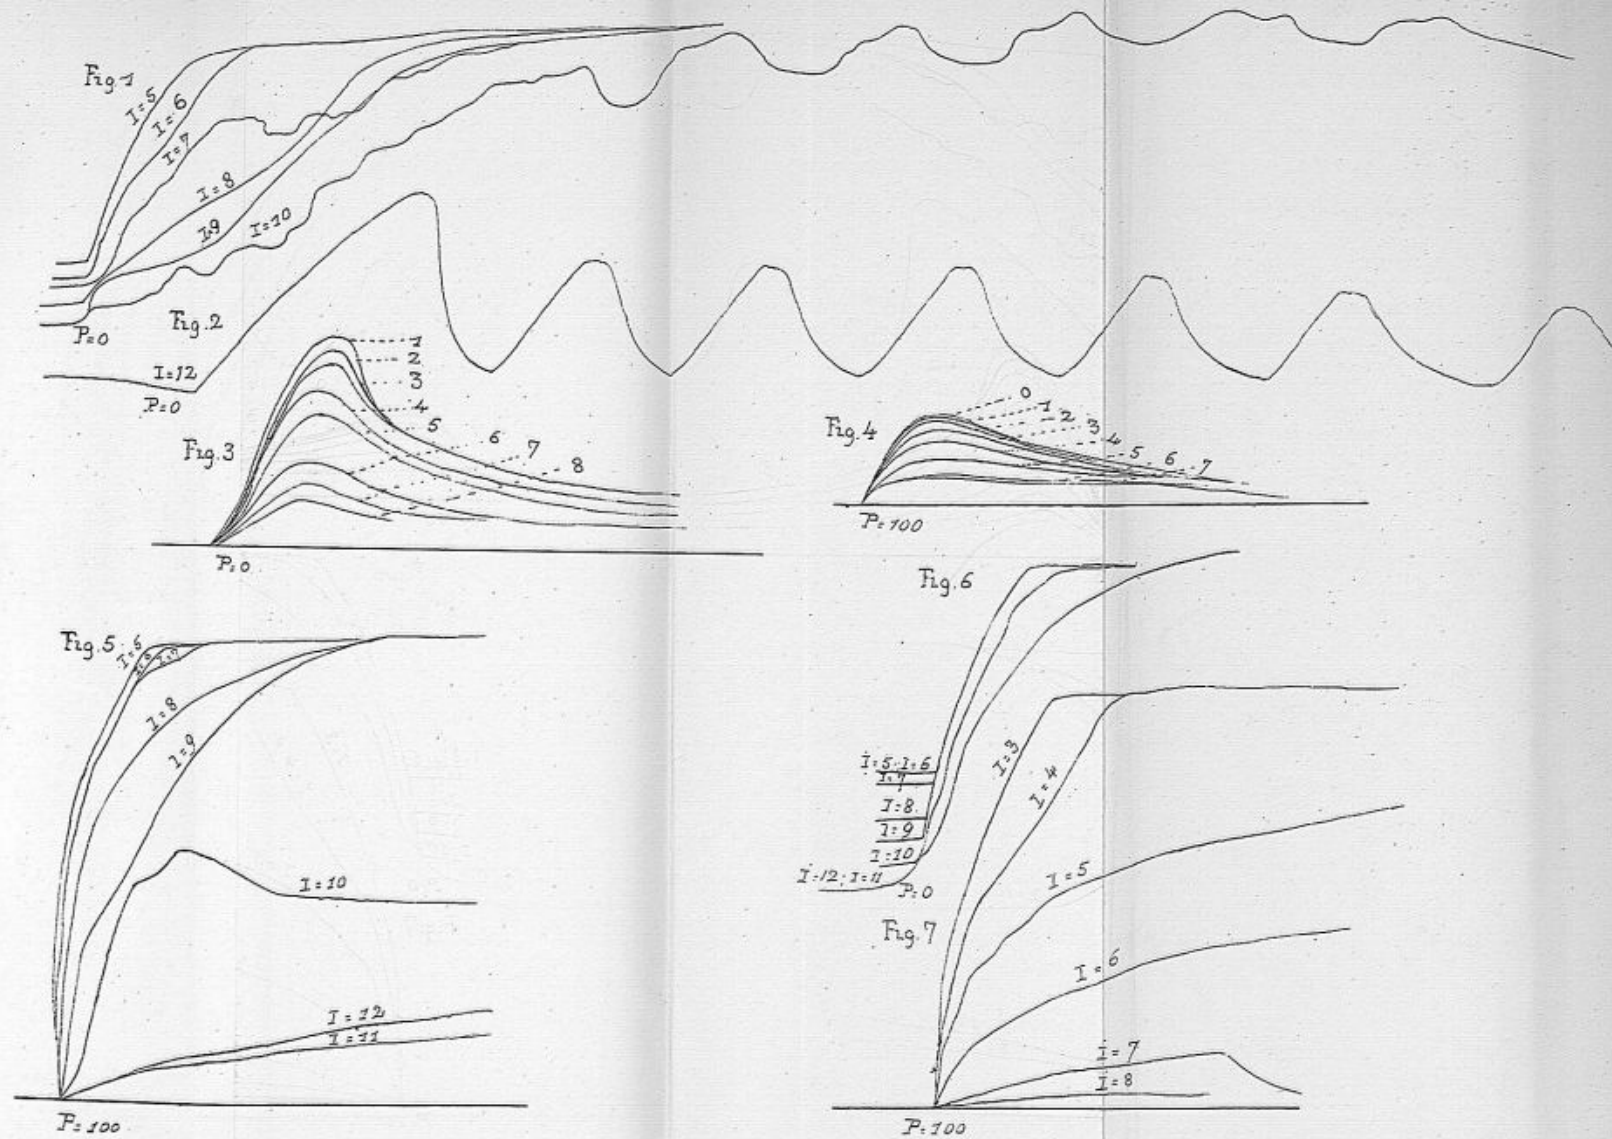 Fig.1
I=5
I=6
I=7
I=8
I=9
I=10
P=0
Fig.2
I=12
P=0
Fig.3
1
2
3
4
5
6
7
8
P=0
Fig.4
0
1
2
3
4
5
6
7
P=100
Fig.5
I=6
I=7
I=8
I=9
I=10
I=12
I=11
P=100
Fig.6
I=5; I=6
I=7
I=8
I=9
I=10
I=12; I=11
P=0
Fig.7
I=3
I=4
I=5
I=6
I=7
I=8
P=100